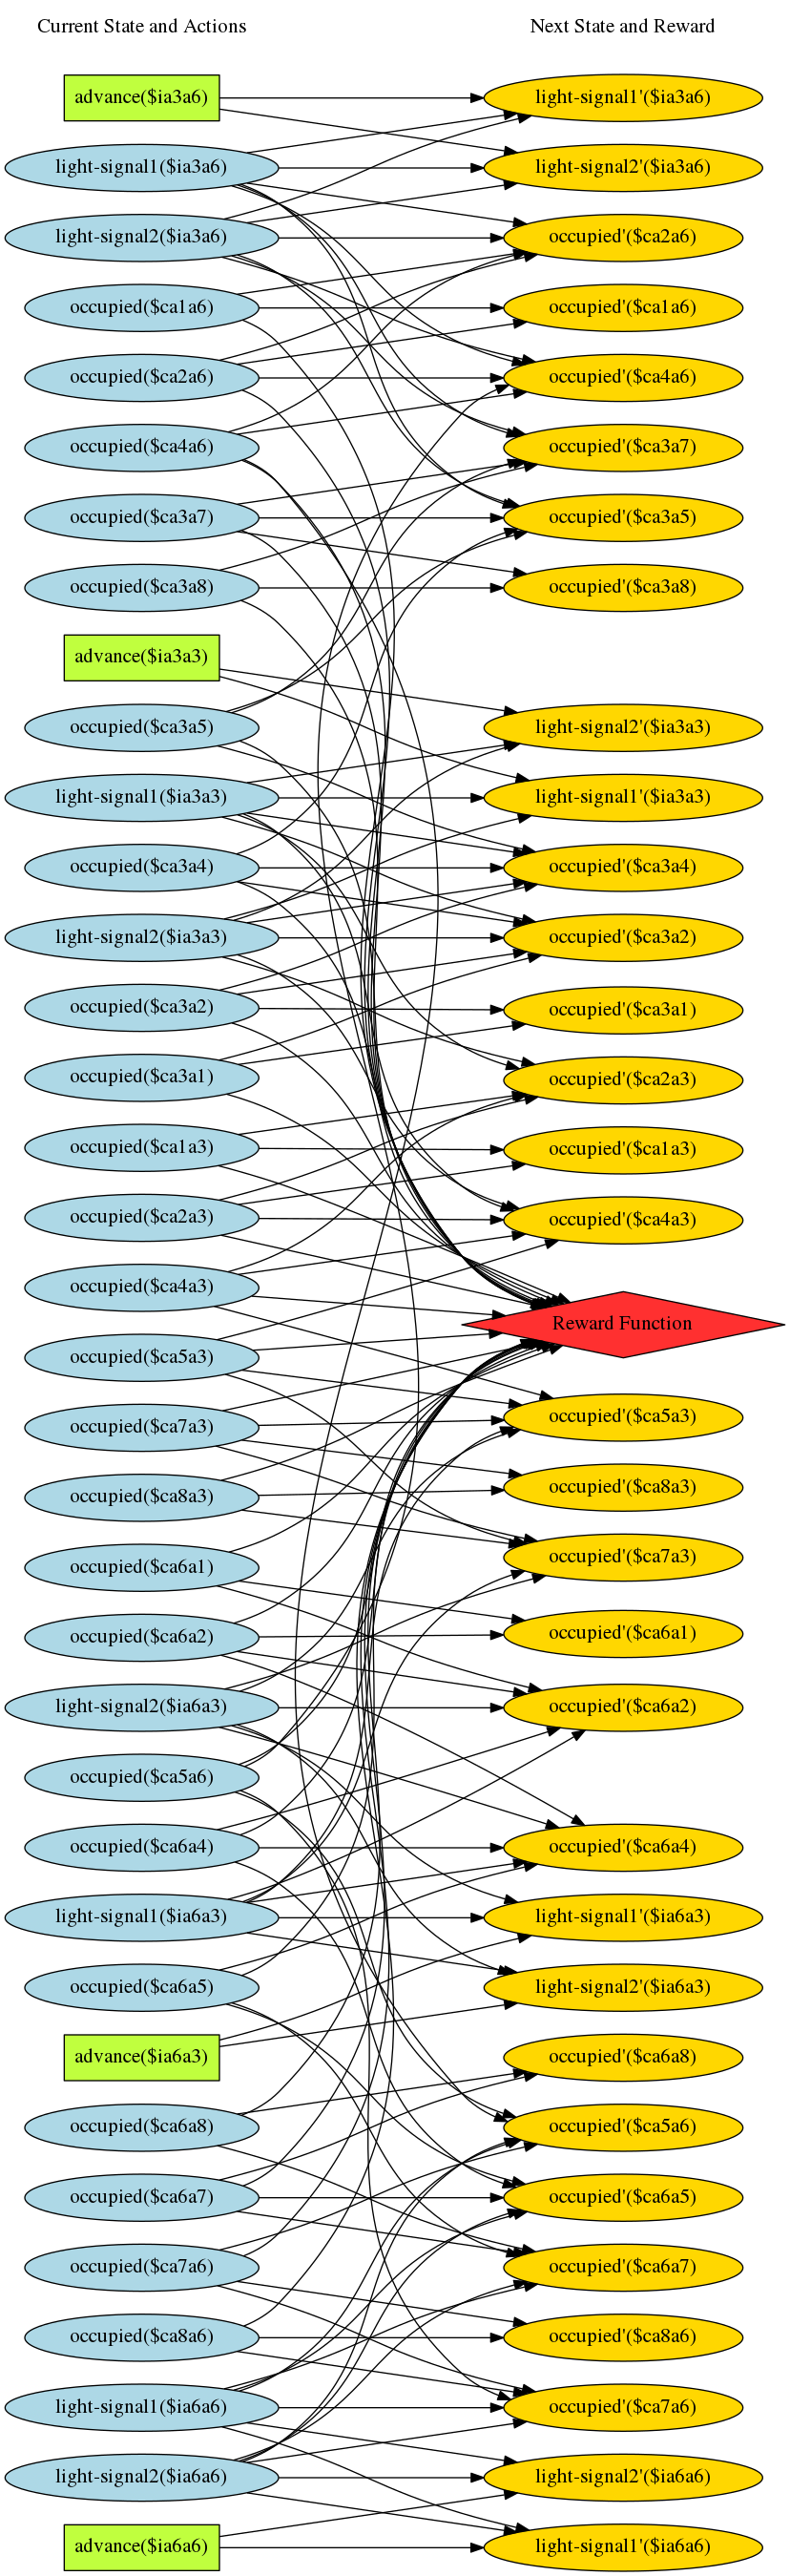 Current State and Actions
Next State and Reward
advance($ia3a6)
light-signal1'($ia3a6)
light-signal1($ia3a6)
light-signal2'($ia3a6)
light-signal2($ia3a6)
occupied'($ca2a6)
occupied($ca1a6)
occupied'($ca1a6)
occupied($ca2a6)
occupied'($ca4a6)
occupied($ca4a6)
occupied'($ca3a7)
occupied($ca3a7)
occupied'($ca3a5)
occupied($ca3a8)
occupied'($ca3a8)
advance($ia3a3)
occupied($ca3a5)
light-signal2'($ia3a3)
light-signal1($ia3a3)
light-signal1'($ia3a3)
occupied($ca3a4)
occupied'($ca3a4)
light-signal2($ia3a3)
occupied'($ca3a2)
occupied($ca3a2)
occupied'($ca3a1)
occupied($ca3a1)
occupied'($ca2a3)
occupied($ca1a3)
occupied'($ca1a3)
occupied($ca2a3)
occupied'($ca4a3)
occupied($ca4a3)
Reward Function
occupied($ca5a3)
occupied'($ca5a3)
occupied($ca7a3)
occupied'($ca8a3)
occupied($ca8a3)
occupied'($ca7a3)
occupied($ca6a1)
occupied'($ca6a1)
occupied($ca6a2)
occupied'($ca6a2)
light-signal2($ia6a3)
occupied($ca5a6)
occupied'($ca6a4)
occupied($ca6a4)
light-signal1'($ia6a3)
light-signal1($ia6a3)
light-signal2'($ia6a3)
occupied($ca6a5)
occupied'($ca6a8)
advance($ia6a3)
occupied'($ca5a6)
occupied($ca6a8)
occupied'($ca6a5)
occupied($ca6a7)
occupied'($ca6a7)
occupied($ca7a6)
occupied'($ca8a6)
occupied($ca8a6)
occupied'($ca7a6)
light-signal1($ia6a6)
light-signal2'($ia6a6)
light-signal2($ia6a6)
light-signal1'($ia6a6)
advance($ia6a6)